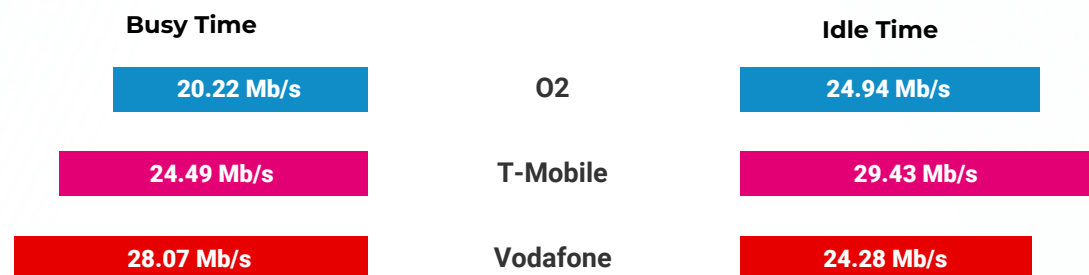 Busy Time
Idle Time
20.22 Mb/s O2 24.94 Mb/s
24.49 Mb/s T-Mobile 29.43 Mb/s
28.07 Mb/s Vodafone 24.28 Mb/s